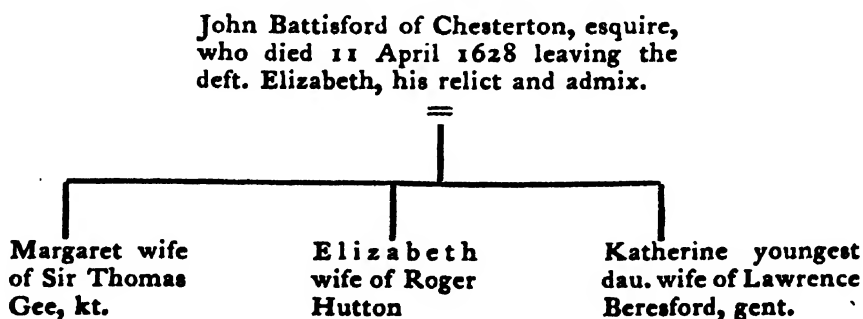 John Battisford of Chesterton, esquire,
who died 11 April 1628 leaving the
deft. Elizabeth, his relict and admix.
=
Margaret wife
of Sir Thomas
Gee, kt.
Elizabeth
wife of Roger
Hutton
Katherine youngest
dau. wife of Lawrence
Beresford, gent.